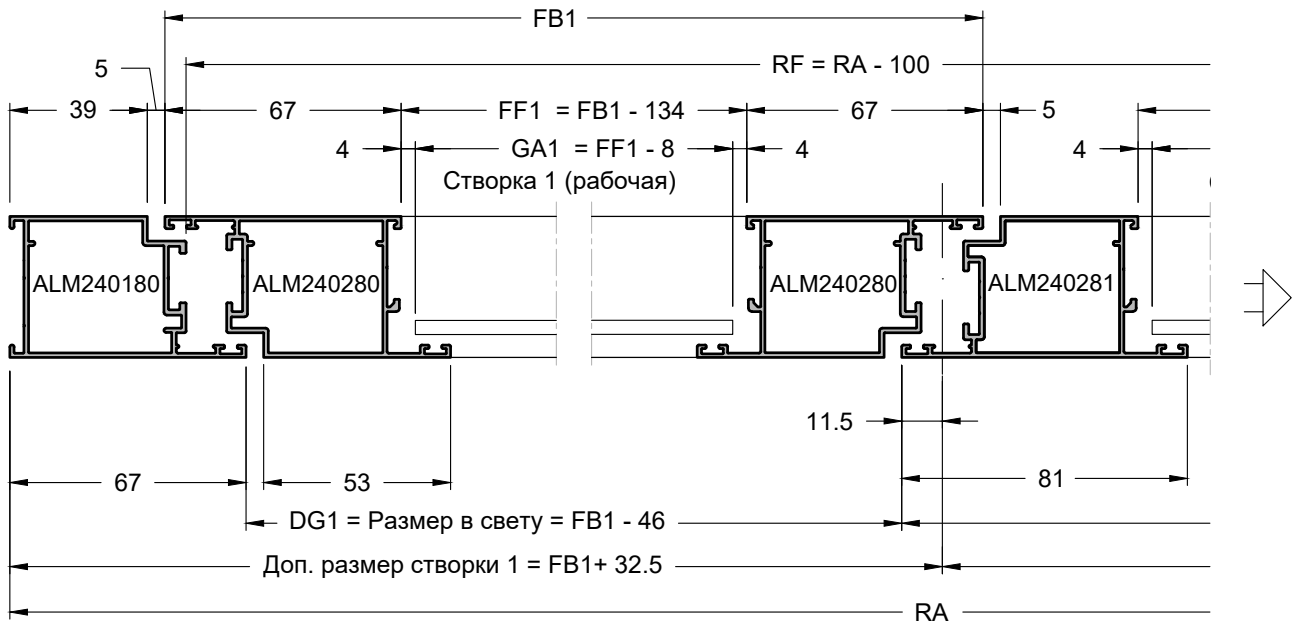 FB1
5
RF = RA - 100
39
67
FF1 = FB1 - 134
67
5
4
GA1 = FF1 - 8
4
4
Створка 1 (рабочая)
ALM240180
ALM240280
ALM240280
ALM240281
11.5
67
53
81
DG1 = Размер в свету = FB1 - 46
Доп. размер створки 1 = FB1+ 32.5
RA